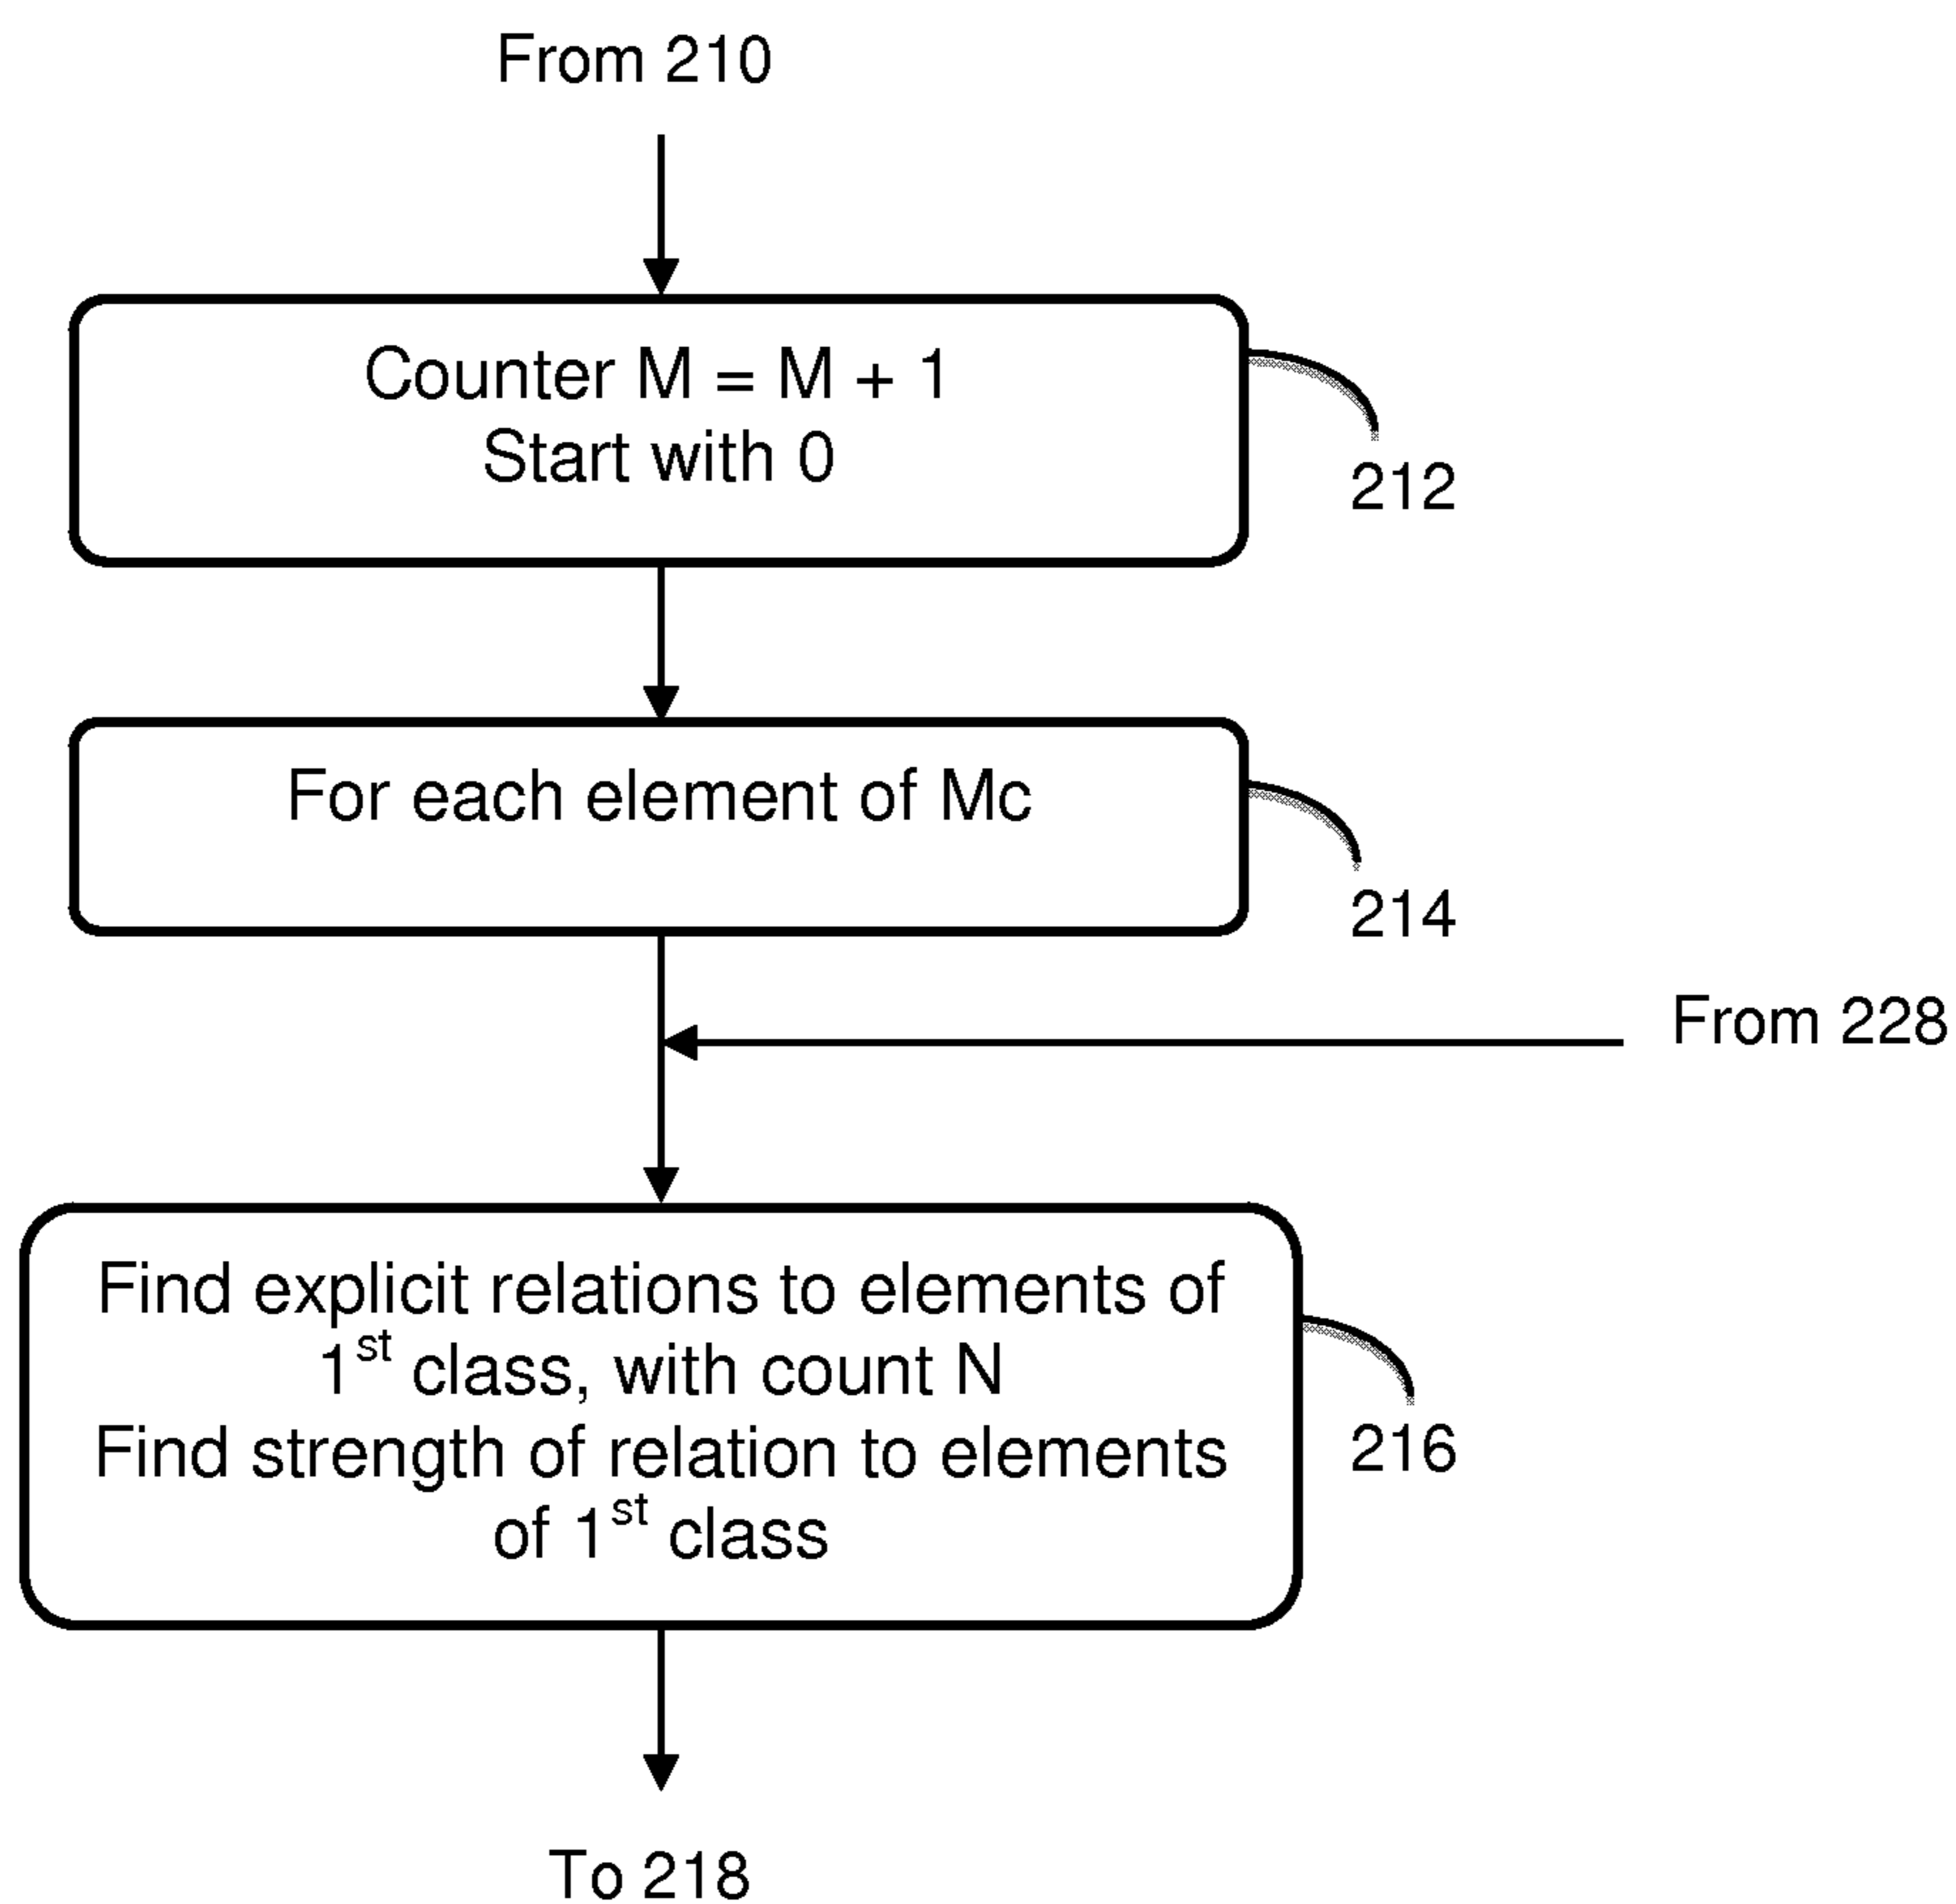 From 210
Counter M = M + 1
Start with 0
212
For each element of Mc
214
From 228
Find explicit relations to elements of
1st class, with count N
Find strength of relation to elements
of 1st class
216
To 218